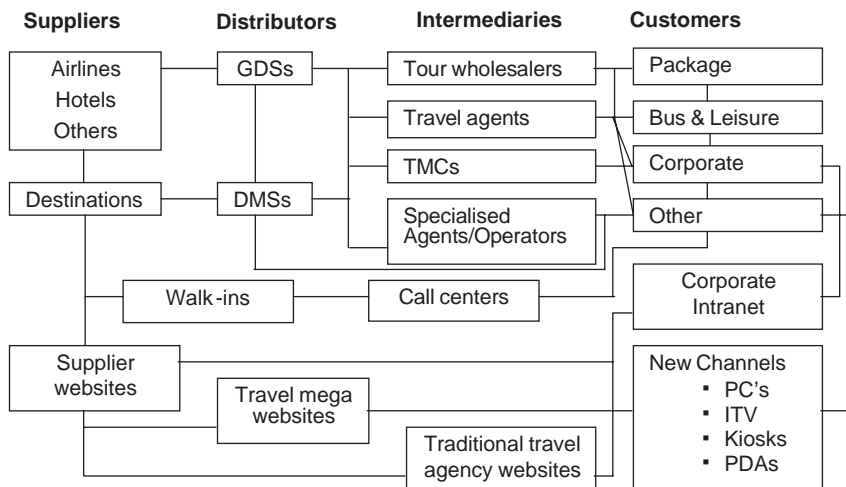 Suppliers
Distributors
Intermediaries
Customers
Airlines
Hotels
Others
GDSs
Tour wholesalers
Package
Travel agents
Bus & Leisure
TMCs
Corporate
Destinations
DMSs
Specialised
Agents/Operators
Other
Walk-ins
Call centers
Corporate
Intranet
Supplier
websites
Travel mega
websites
Traditional travel
agency websites
New Channels
▪ PC's
▪ ITV
▪ Kiosks
▪ PDAs